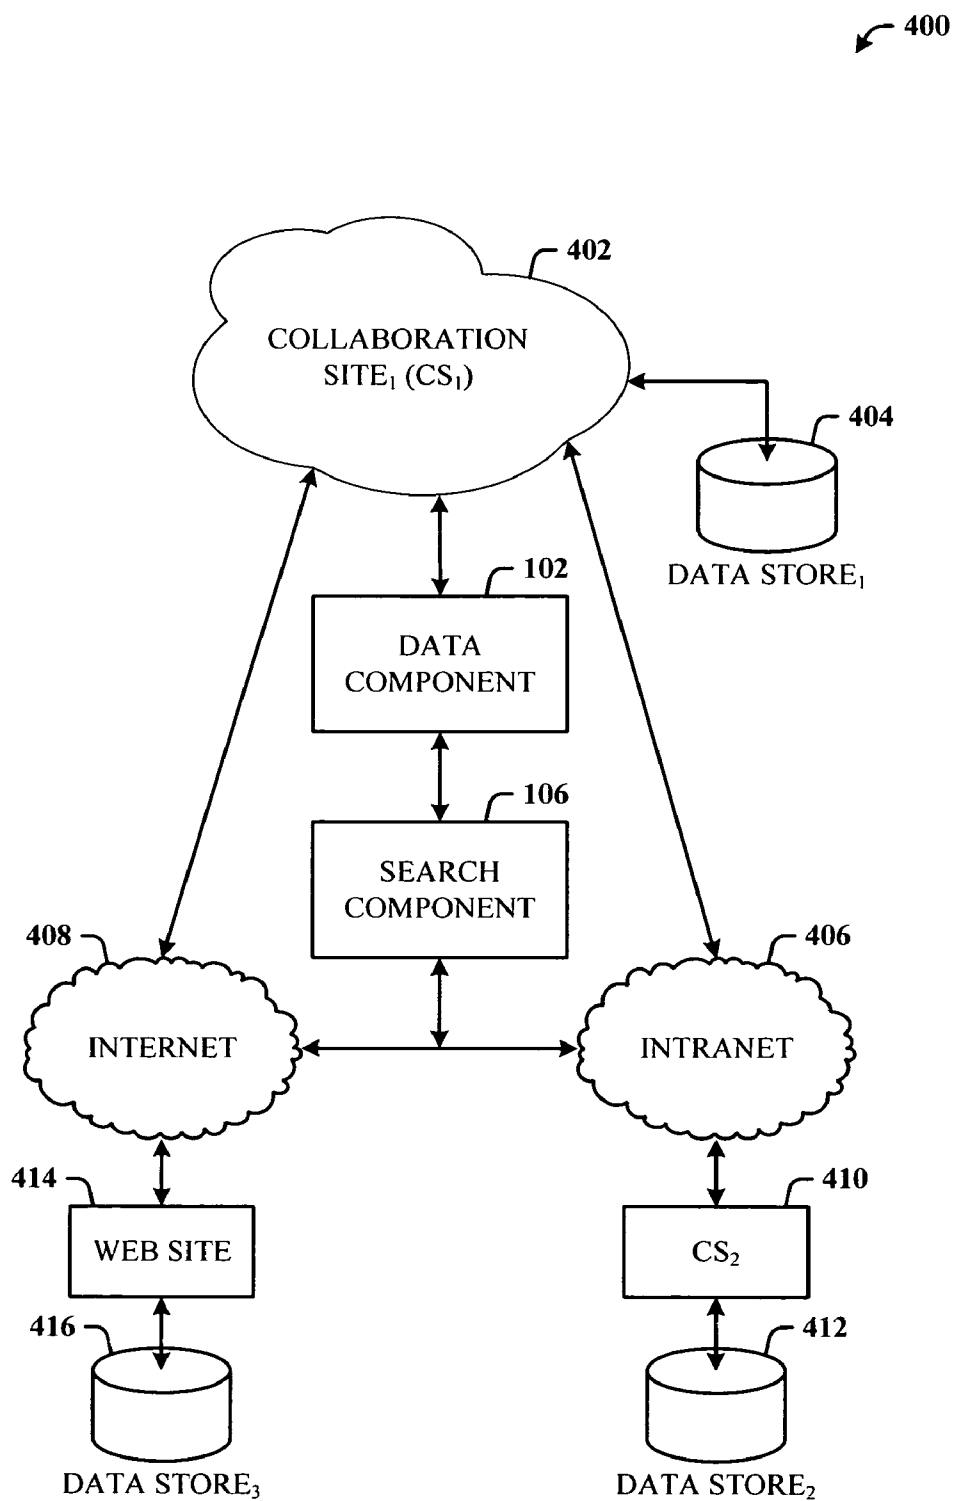 400
402
COLLABORATION
SITE₁ (CS₁)
404
DATA STORE₁
102
DATA
COMPONENT
106
SEARCH
COMPONENT
408
406
INTERNET
INTRANET
414
410
WEB SITE
CS₂
416
412
DATA STORE₃
DATA STORE₂